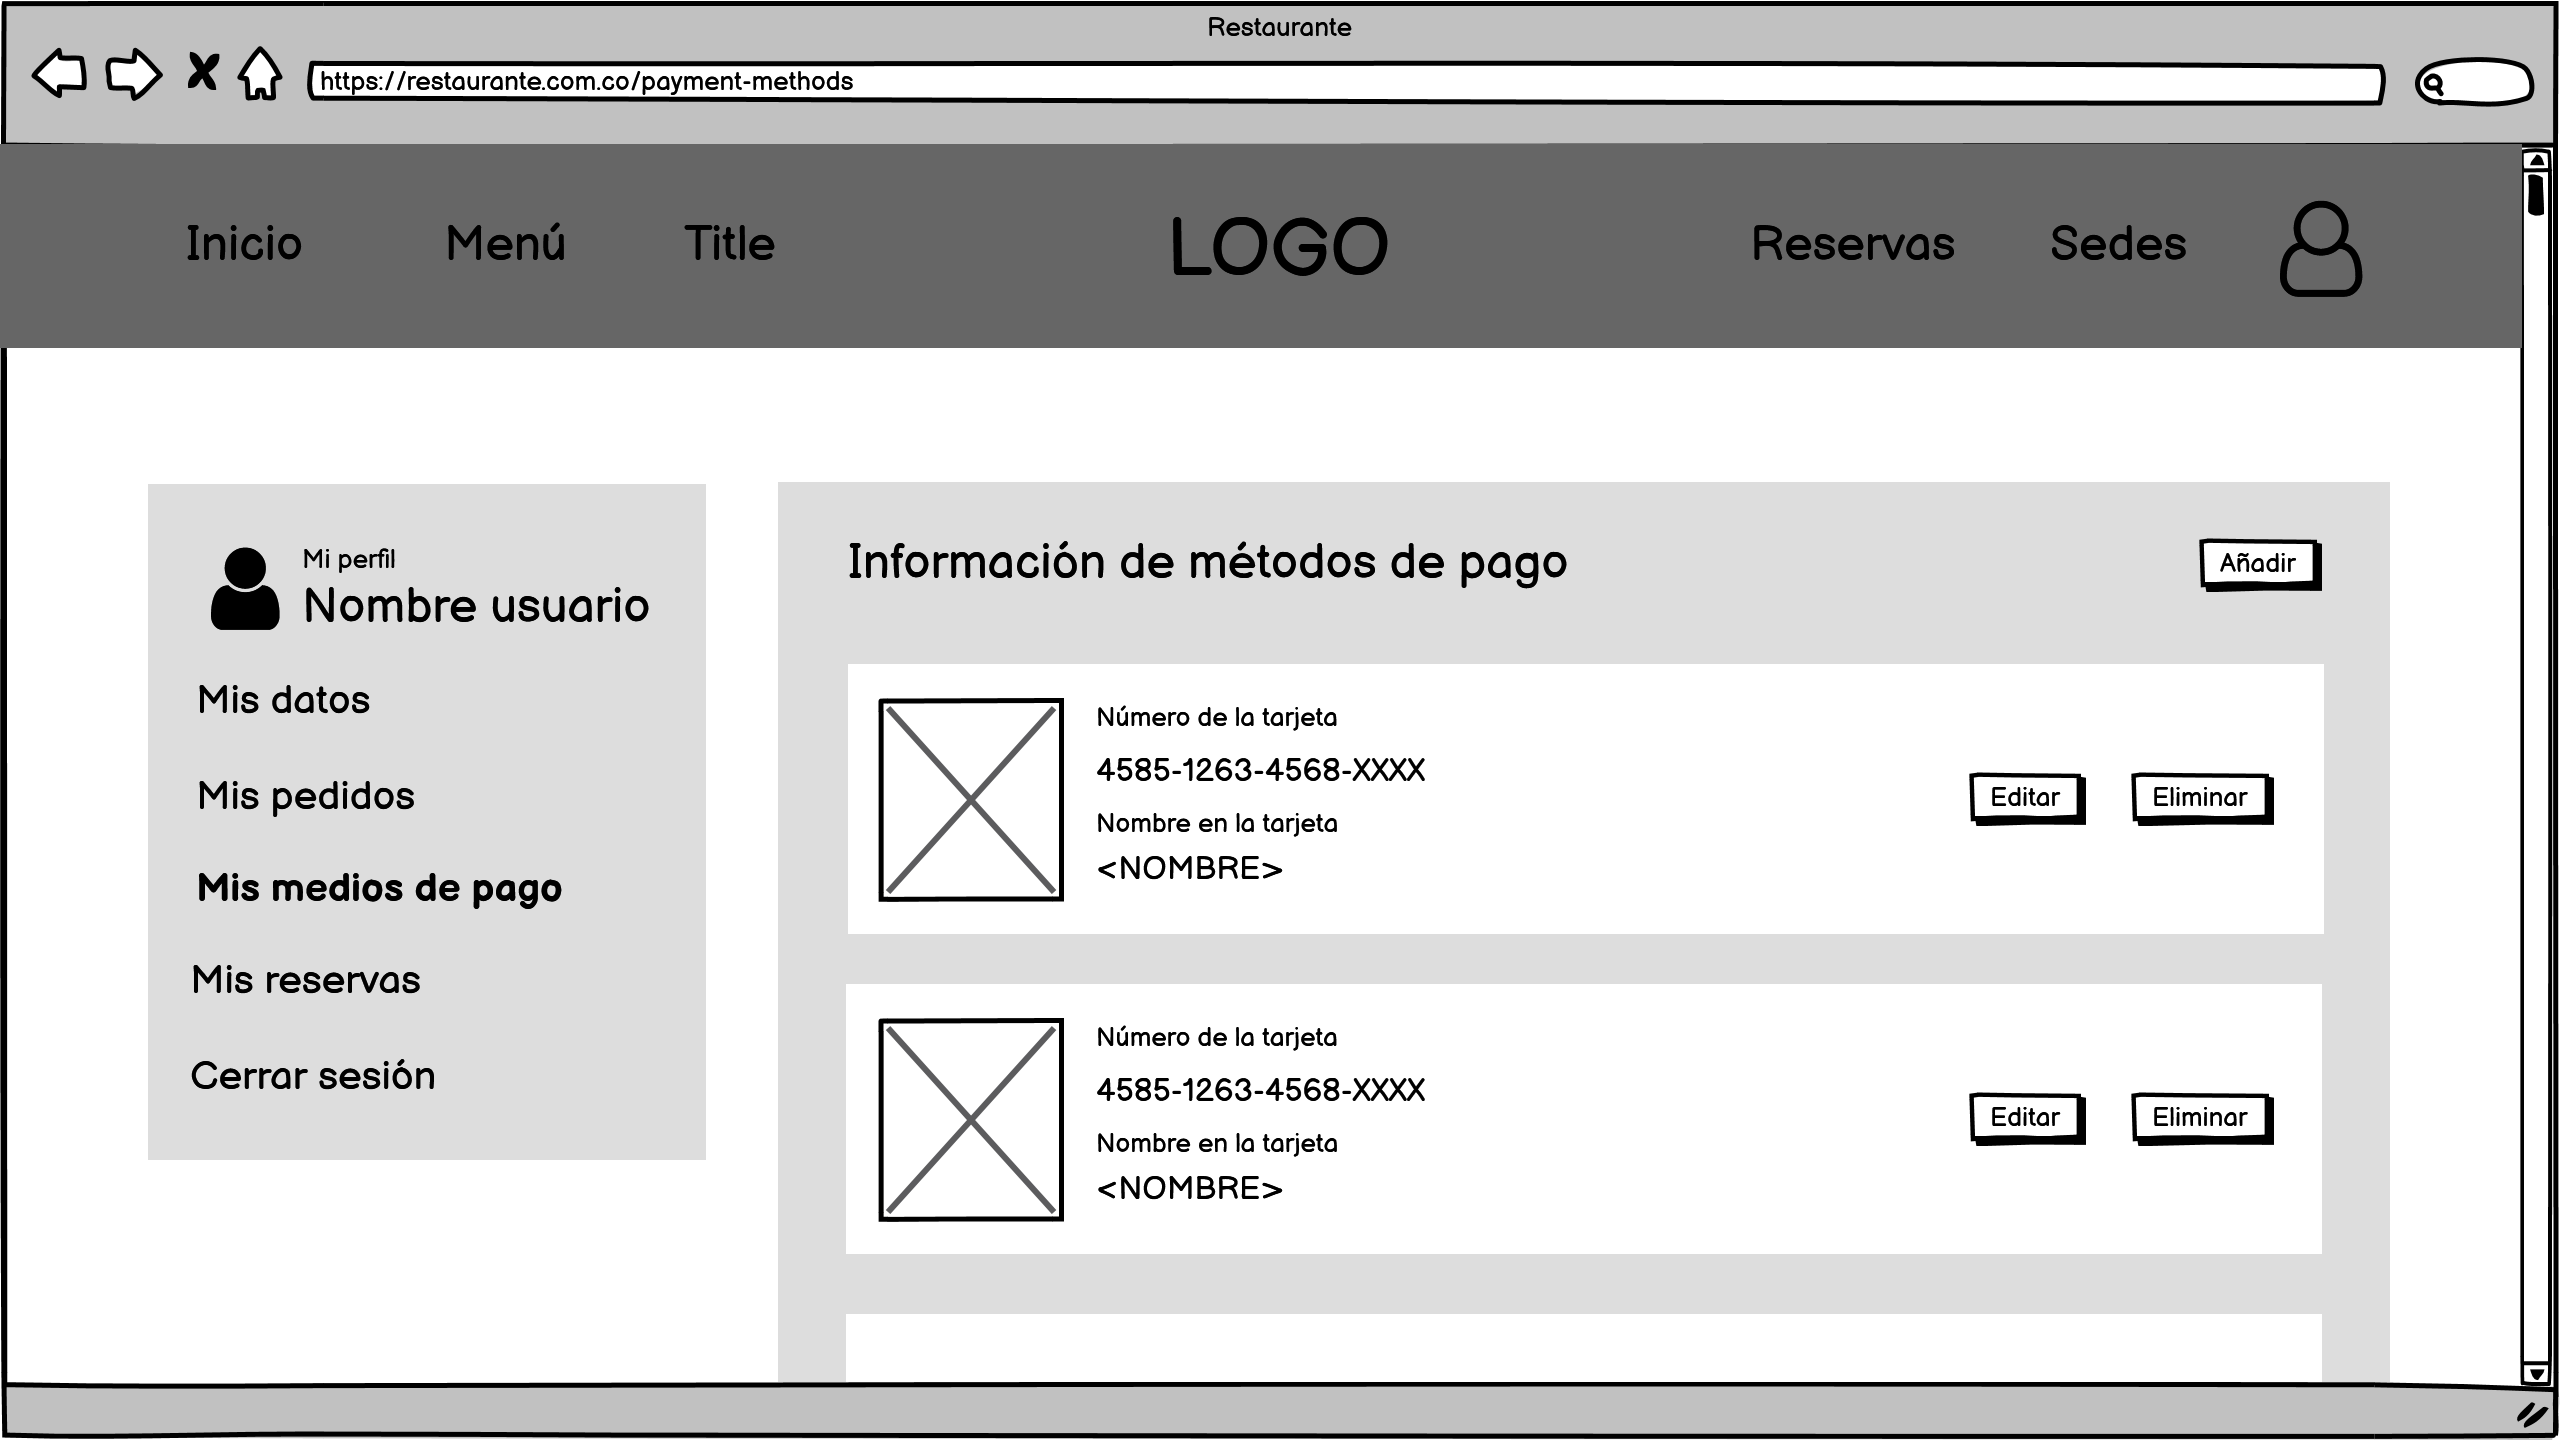 Restaurante
https://restaurante.com.co/payment-methods
Inicio
Menú
Title
LOGO
Reservas
Sedes
Mi perfil
Nombre usuario
Mis datos
Mis pedidos
Mis medios de pago
Mis reservas
Cerrar sesión
Información de métodos de pago
Añadir
Número de la tarjeta
4585-1263-4568-XXXX
Nombre en la tarjeta
<NOMBRE>
Editar
Eliminar
Número de la tarjeta
4585-1263-4568-XXXX
Nombre en la tarjeta
<NOMBRE>
Editar
Eliminar